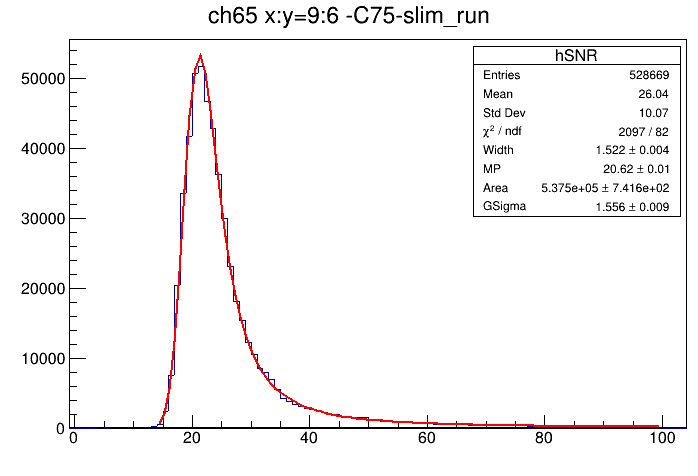 ch65 x:y=9:6 -C75-slim_run
hSNR
Entries 528669
Mean 26.04
Std Dev 10.07
χ² / ndf 2097 / 82
Width 1.522 ± 0.004
MP 20.62 ± 0.01
Area 5.375e+05 ± 7.416e+02
GSigma 1.556 ± 0.009
50000
40000
30000
20000
10000
0
0 20 40 60 80 100